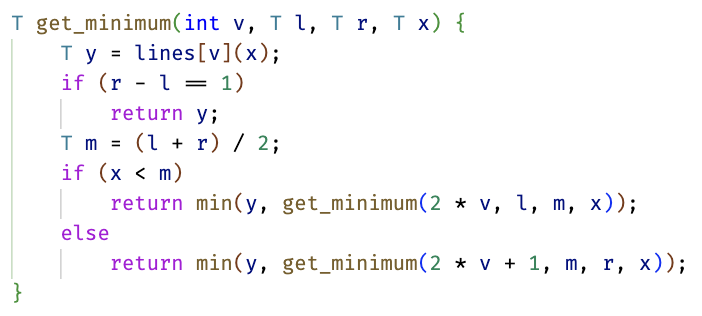 T get_minimum(int v, T l, T r, T x) {
    T y = lines[v](x);
    if (r - l == 1)
        return y;
    T m = (l + r) / 2;
    if (x < m)
        return min(y, get_minimum(2 * v, l, m, x));
    else
        return min(y, get_minimum(2 * v + 1, m, r, x));
}